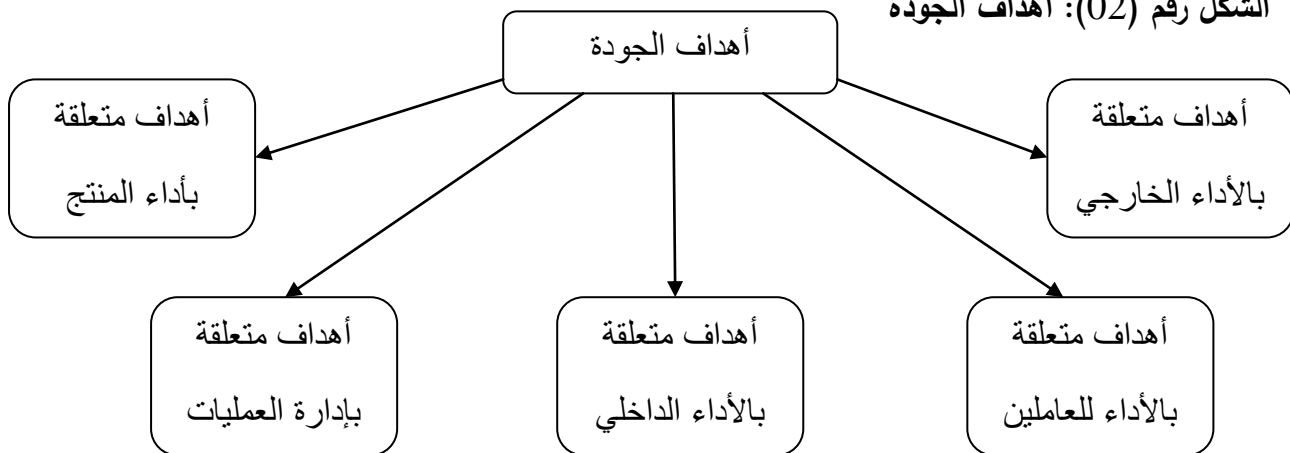 الشكل رقم (02): أهداف الجودة
أهداف الجودة
أهداف متعلقة
بالأداء الخارجي
أهداف متعلقة
بأداء المنتج
أهداف متعلقة
بالأداء للعاملين
أهداف متعلقة
بالأداء الداخلي
أهداف متعلقة
بإدارة العمليات